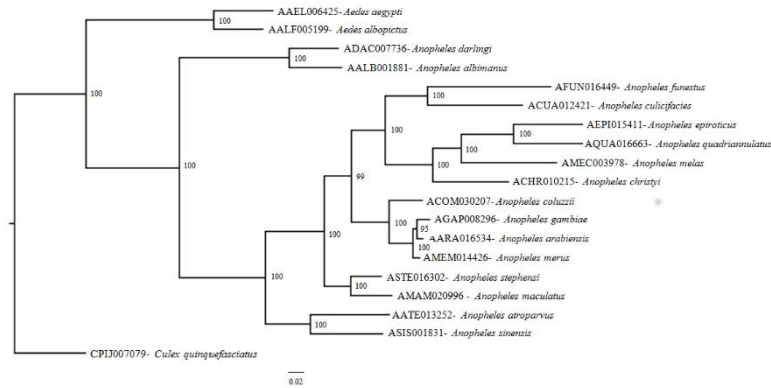 AAEL006425- Aedes aegypti
100
AALF005199- Aedes albopictus
ADAC007736- Anopheles darlingi
100
AALB001881- Anopheles albimanus
100
AFUN016449- Anopheles funestus
100
ACUA012421- Anopheles culicifacies
AEPI015411-Anopheles epiroticus
100
100
AQUA016663- Anopheles quadriannulatus
100
AMEC003978- Anopheles melas
100
100
99
ACHR010215- Anopheles christyi
ACOM030207-Anopheles coluzzii
100
AGAP008296- Anopheles gambiae
95
100
AARA016534- Anopheles arabiensis
100
AMEM014426- Anopheles merus
100
ASTE016302- Anopheles stephensi
100
AMAM020996 - Anopheles maculatus
AATE013252- Anopheles atroparvus
100
ASIS001831- Anopheles sinensis
CPIJ007079- Culex quinquefasciatus
0.02